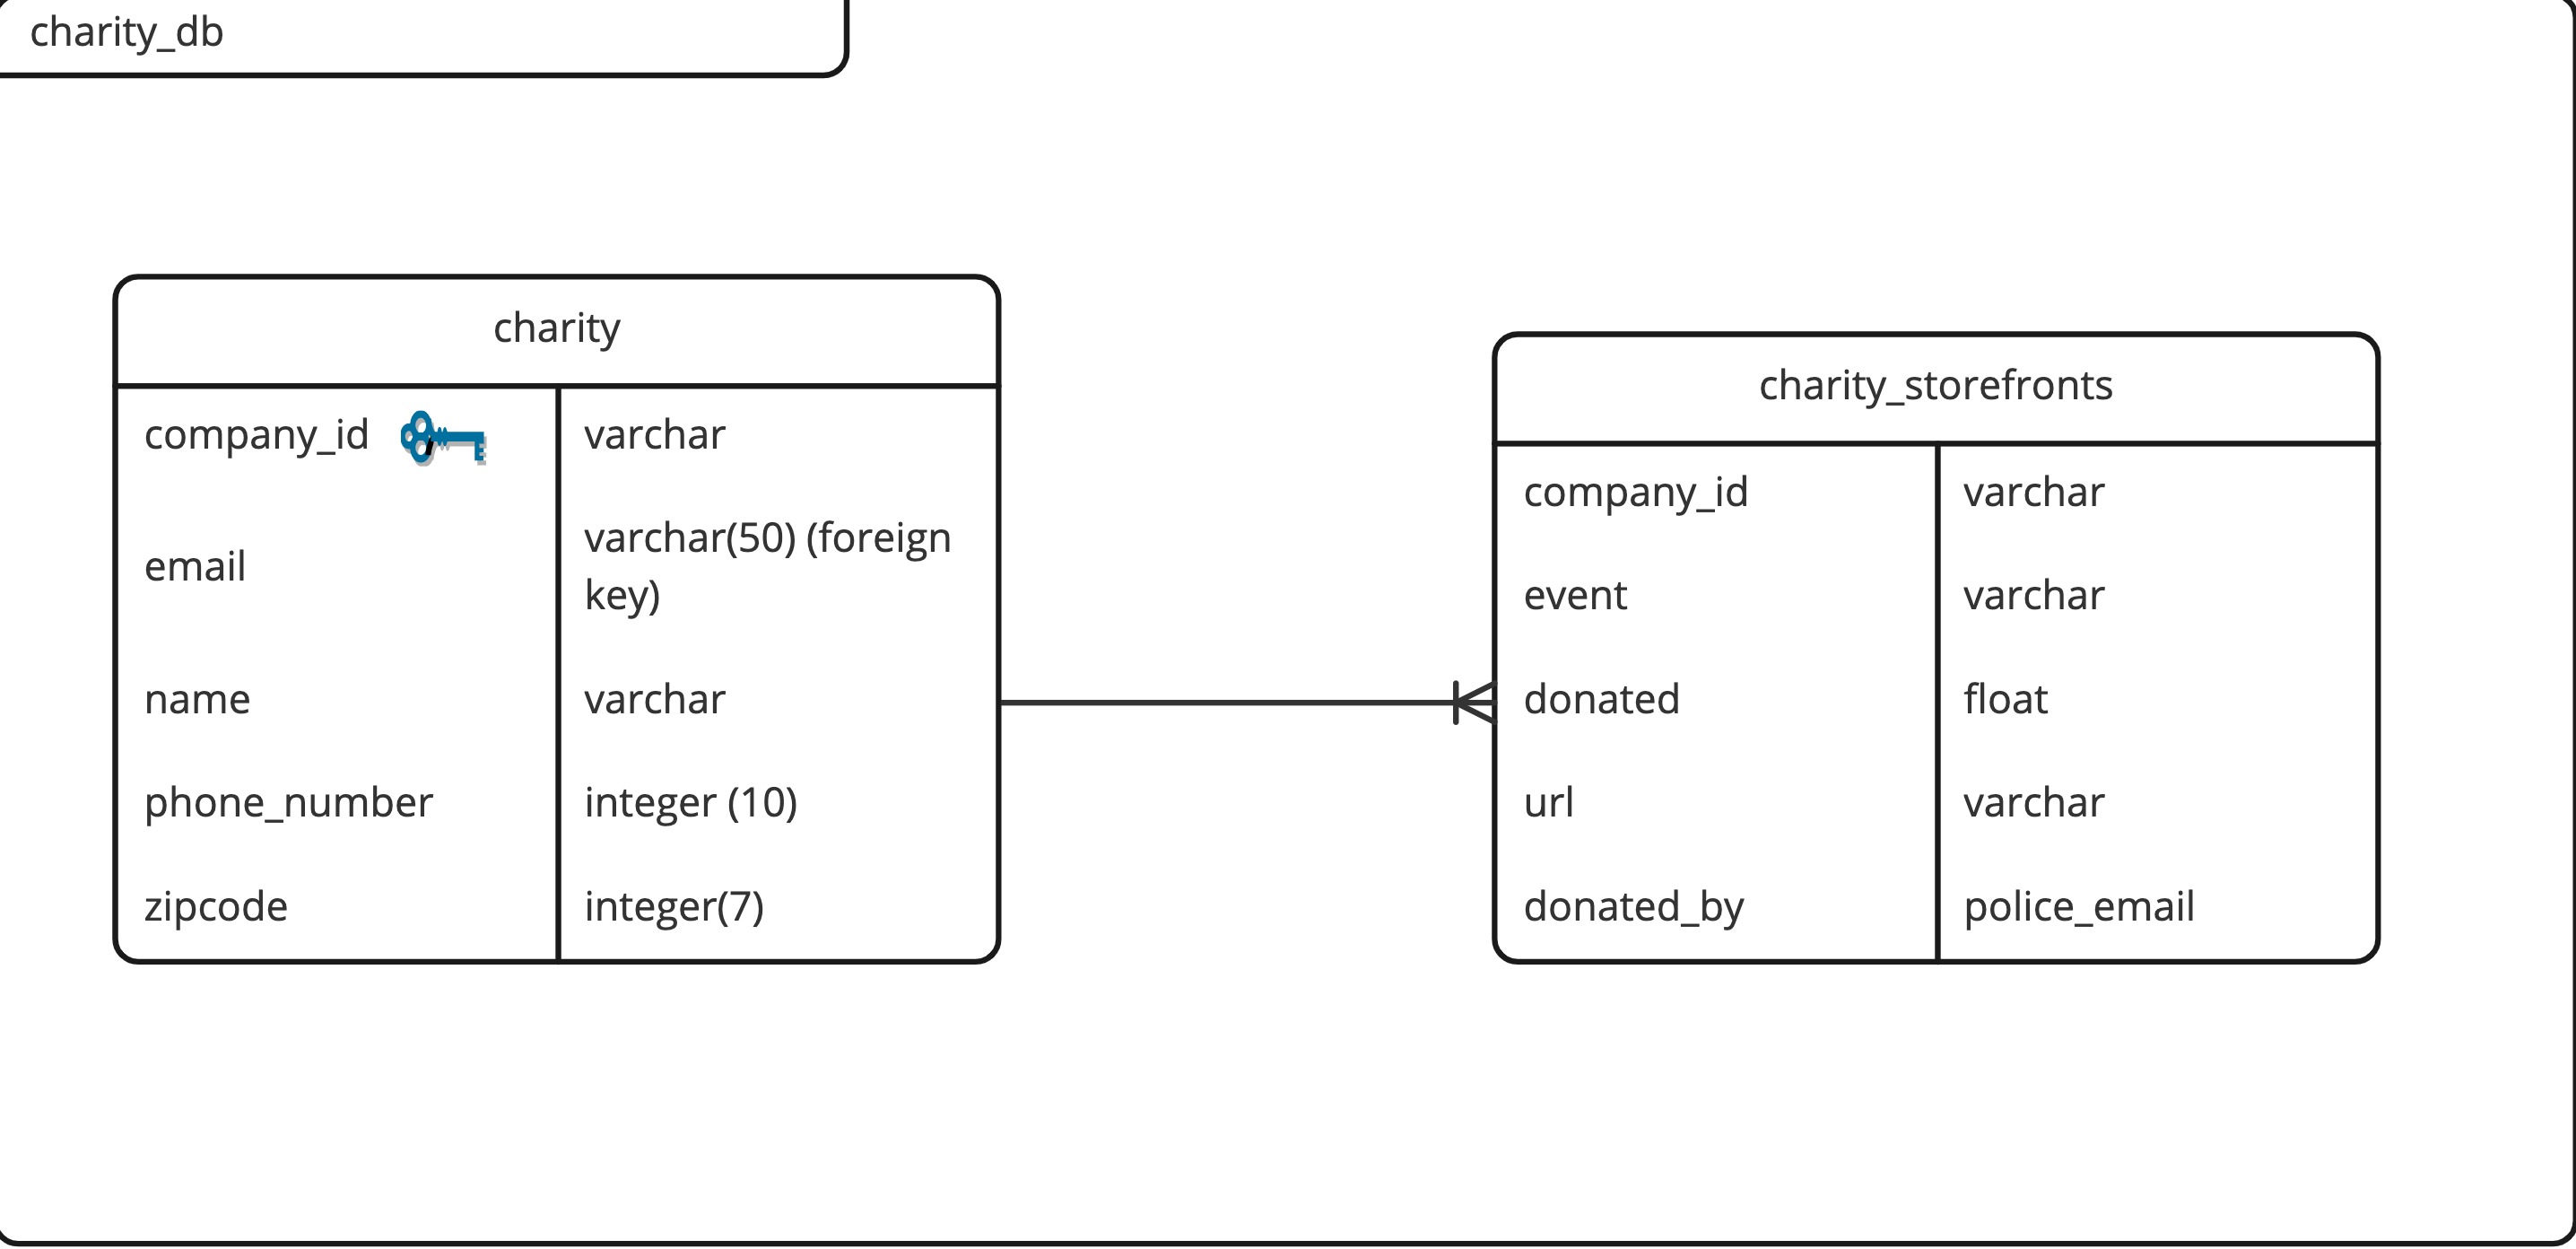 charity_db
charity
company_id varchar
email varchar(50) (foreign
key)
name varchar
phone_number integer (10)
zipcode integer(7)
charity_storefronts
company_id varchar
event varchar
donated float
url varchar
donated_by police_email